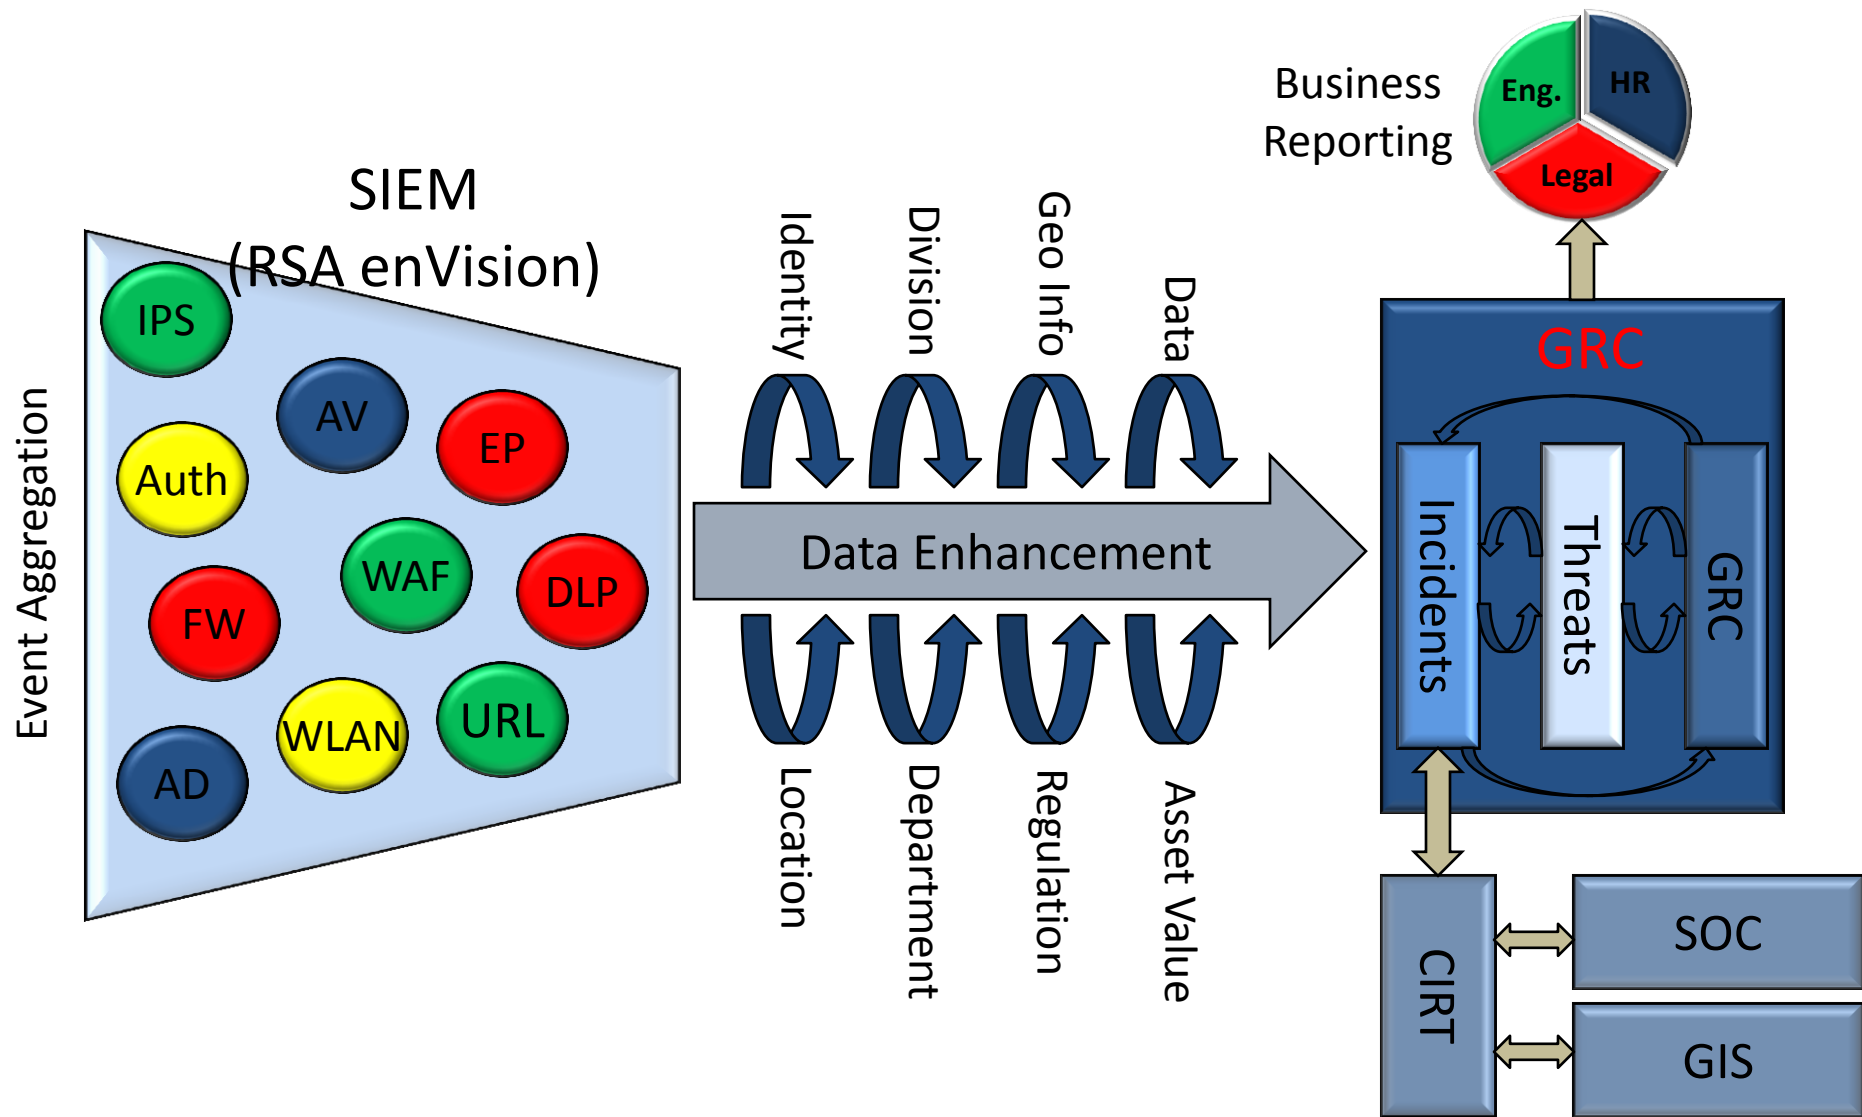 Business
Reporting
Eng.
HR
Legal
SIEM
(RSA enVision)
Event Aggregation
IPS
AV
EP
Auth
WAF
DLP
FW
WLAN
URL
AD
Identity
Division
Geo Info
Data
Data Enhancement
Location
Department
Regulation
Asset Value
GRC
Incidents
Threats
GRC
CIRT
SOC
GIS